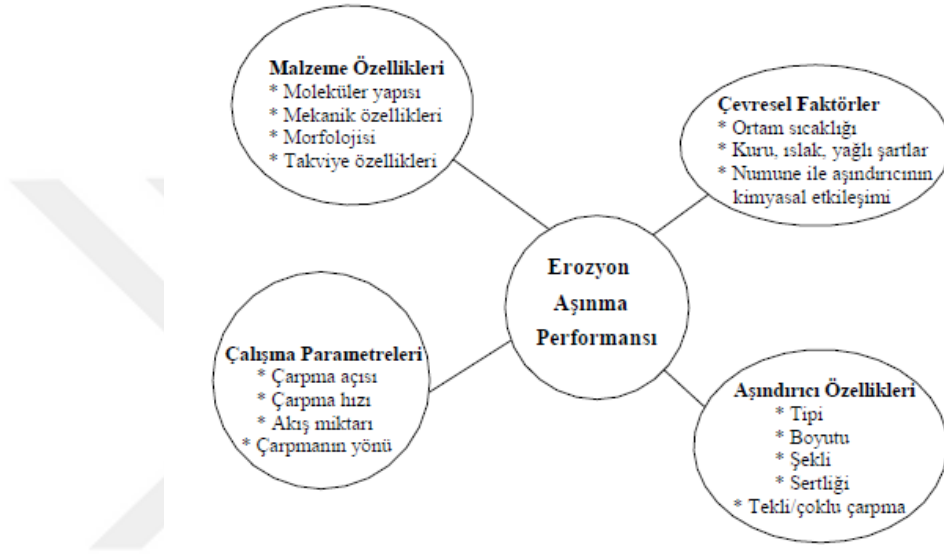 Malzeme Özellikleri
* Moleküler yapısı
* Mekanik özellikleri
* Morfolojisi
* Takviye özellikleri
Çevresel Faktörler
* Ortam sıcaklığı
* Kuru, ıslak, yağlı şartlar
* Numune ile aşındırıcının
kimyasal etkileşimi
Erozyon
Aşınma
Performansı
Çalışma Parametreleri
* Çarpma açısı
* Çarpma hızı
* Akış miktarı
* Çarpmanın yönü
Aşındırıcı Özellikleri
* Tipi
* Boyutu
* Şekli
* Sertliği
* Tekli/çoklu çarpma